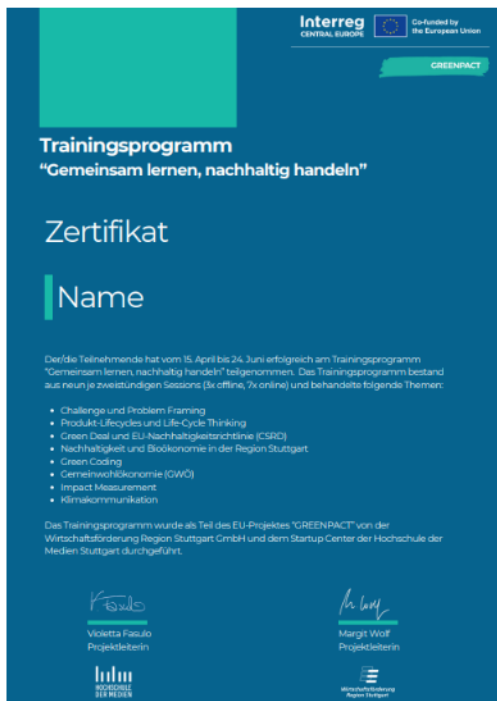 Interreg
CENTRAL EUROPE
Co-funded by
the European Union
GREENPACT
Trainingsprogramm
“Gemeinsam lernen, nachhaltig handeln”
Zertifikat
Name
Der/die Teilnehmende hat vom 15. April bis 24. Juni erfolgreich am Trainingsprogramm
“Gemeinsam lernen, nachhaltig handeln” teilgenommen. Das Trainingsprogramm bestand
aus neun je zweistündigen Sessions (3x offline, 7x online) und behandelte folgende Themen:
• Challenge und Problem Framing
• Produkt-Lifecycles und Life-Cycle Thinking
• Green Deal und EU-Nachhaltigkeitsrichtlinie (CSRD)
• Nachhaltigkeit und Bioökonomie in der Region Stuttgart
• Green Coding
• Gemeinwohlökonomie (GWÖ)
• Impact Measurement
• Klimakommunikation
Das Trainingsprogramm wurde als Teil des EU-Projektes “GREENPACT” von der
Wirtschaftsförderung Region Stuttgart GmbH und dem Startup Center der Hochschule der
Medien Stuttgart durchgeführt.
V Fasulo
M Wolf
Violetta Fasulo
Projektleiterin
Margit Wolf
Projektleiterin
HOCHSCHULE
DER MEDIEN
Wirtschaftsförderung
Region Stuttgart